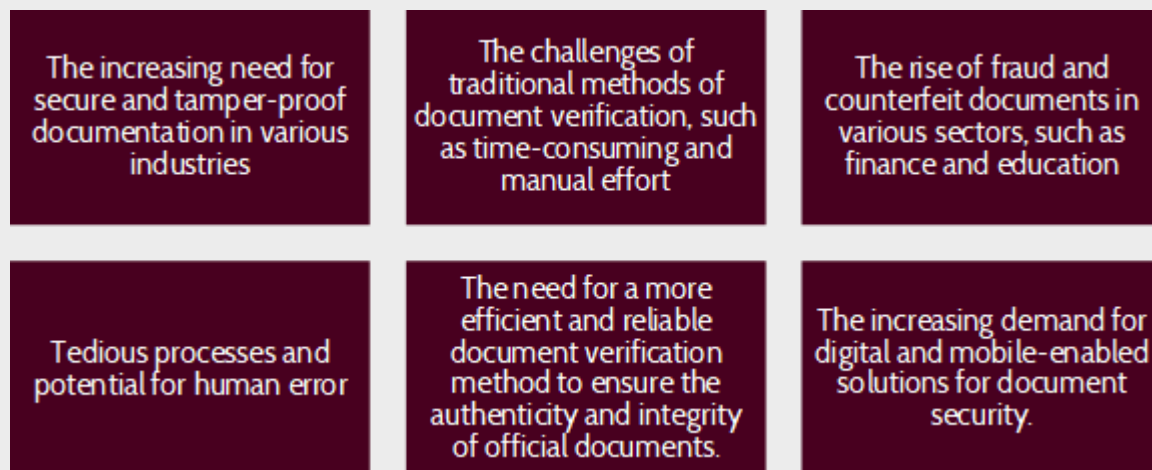 The increasing need for
secure and tamper-proof
documentation in various
industries
The challenges of
traditional methods of
document verification, such
as time-consuming and
manual effort
The rise of fraud and
counterfeit documents in
various sectors, such as
finance and education
Tedious processes and
potential for human error
The need for a more
efficient and reliable
document verification
method to ensure the
authenticity and integrity
of official documents.
The increasing demand for
digital and mobile-enabled
solutions for document
security.